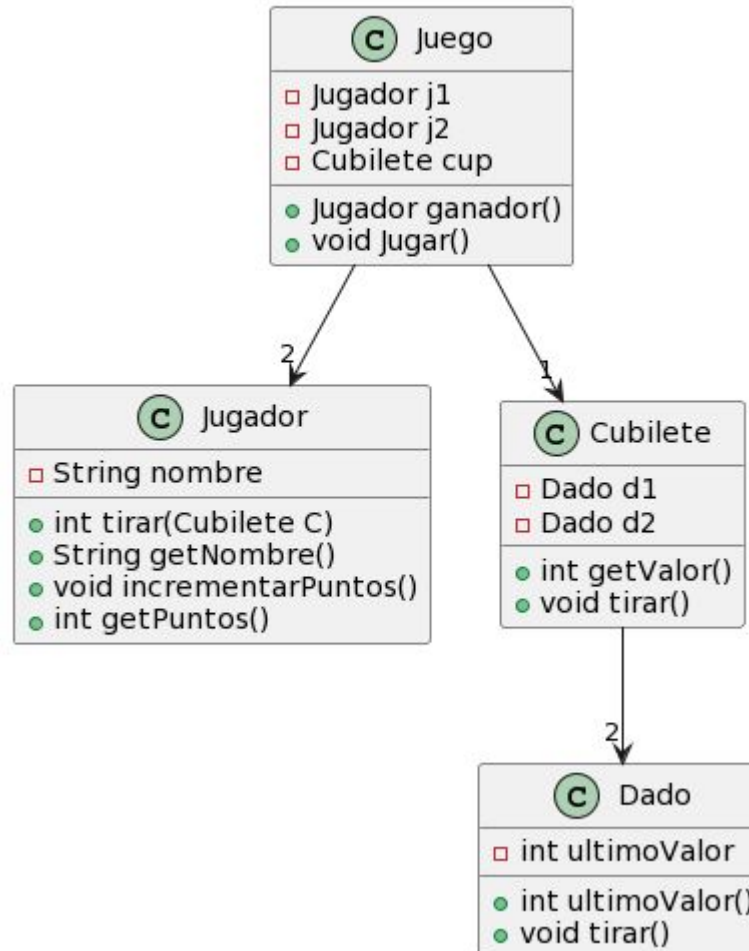 C Juego
Jugador j1
Jugador j2
Cubilete cup
Jugador ganador()
void Jugar()
2
1
C Jugador
String nombre
int tirar(Cubilete C)
String getNombre()
void incrementarPuntos()
int getPuntos()
C Cubilete
Dado d1
Dado d2
int getValor()
void tirar()
2
C Dado
int ultimoValor
int ultimoValor()
void tirar()